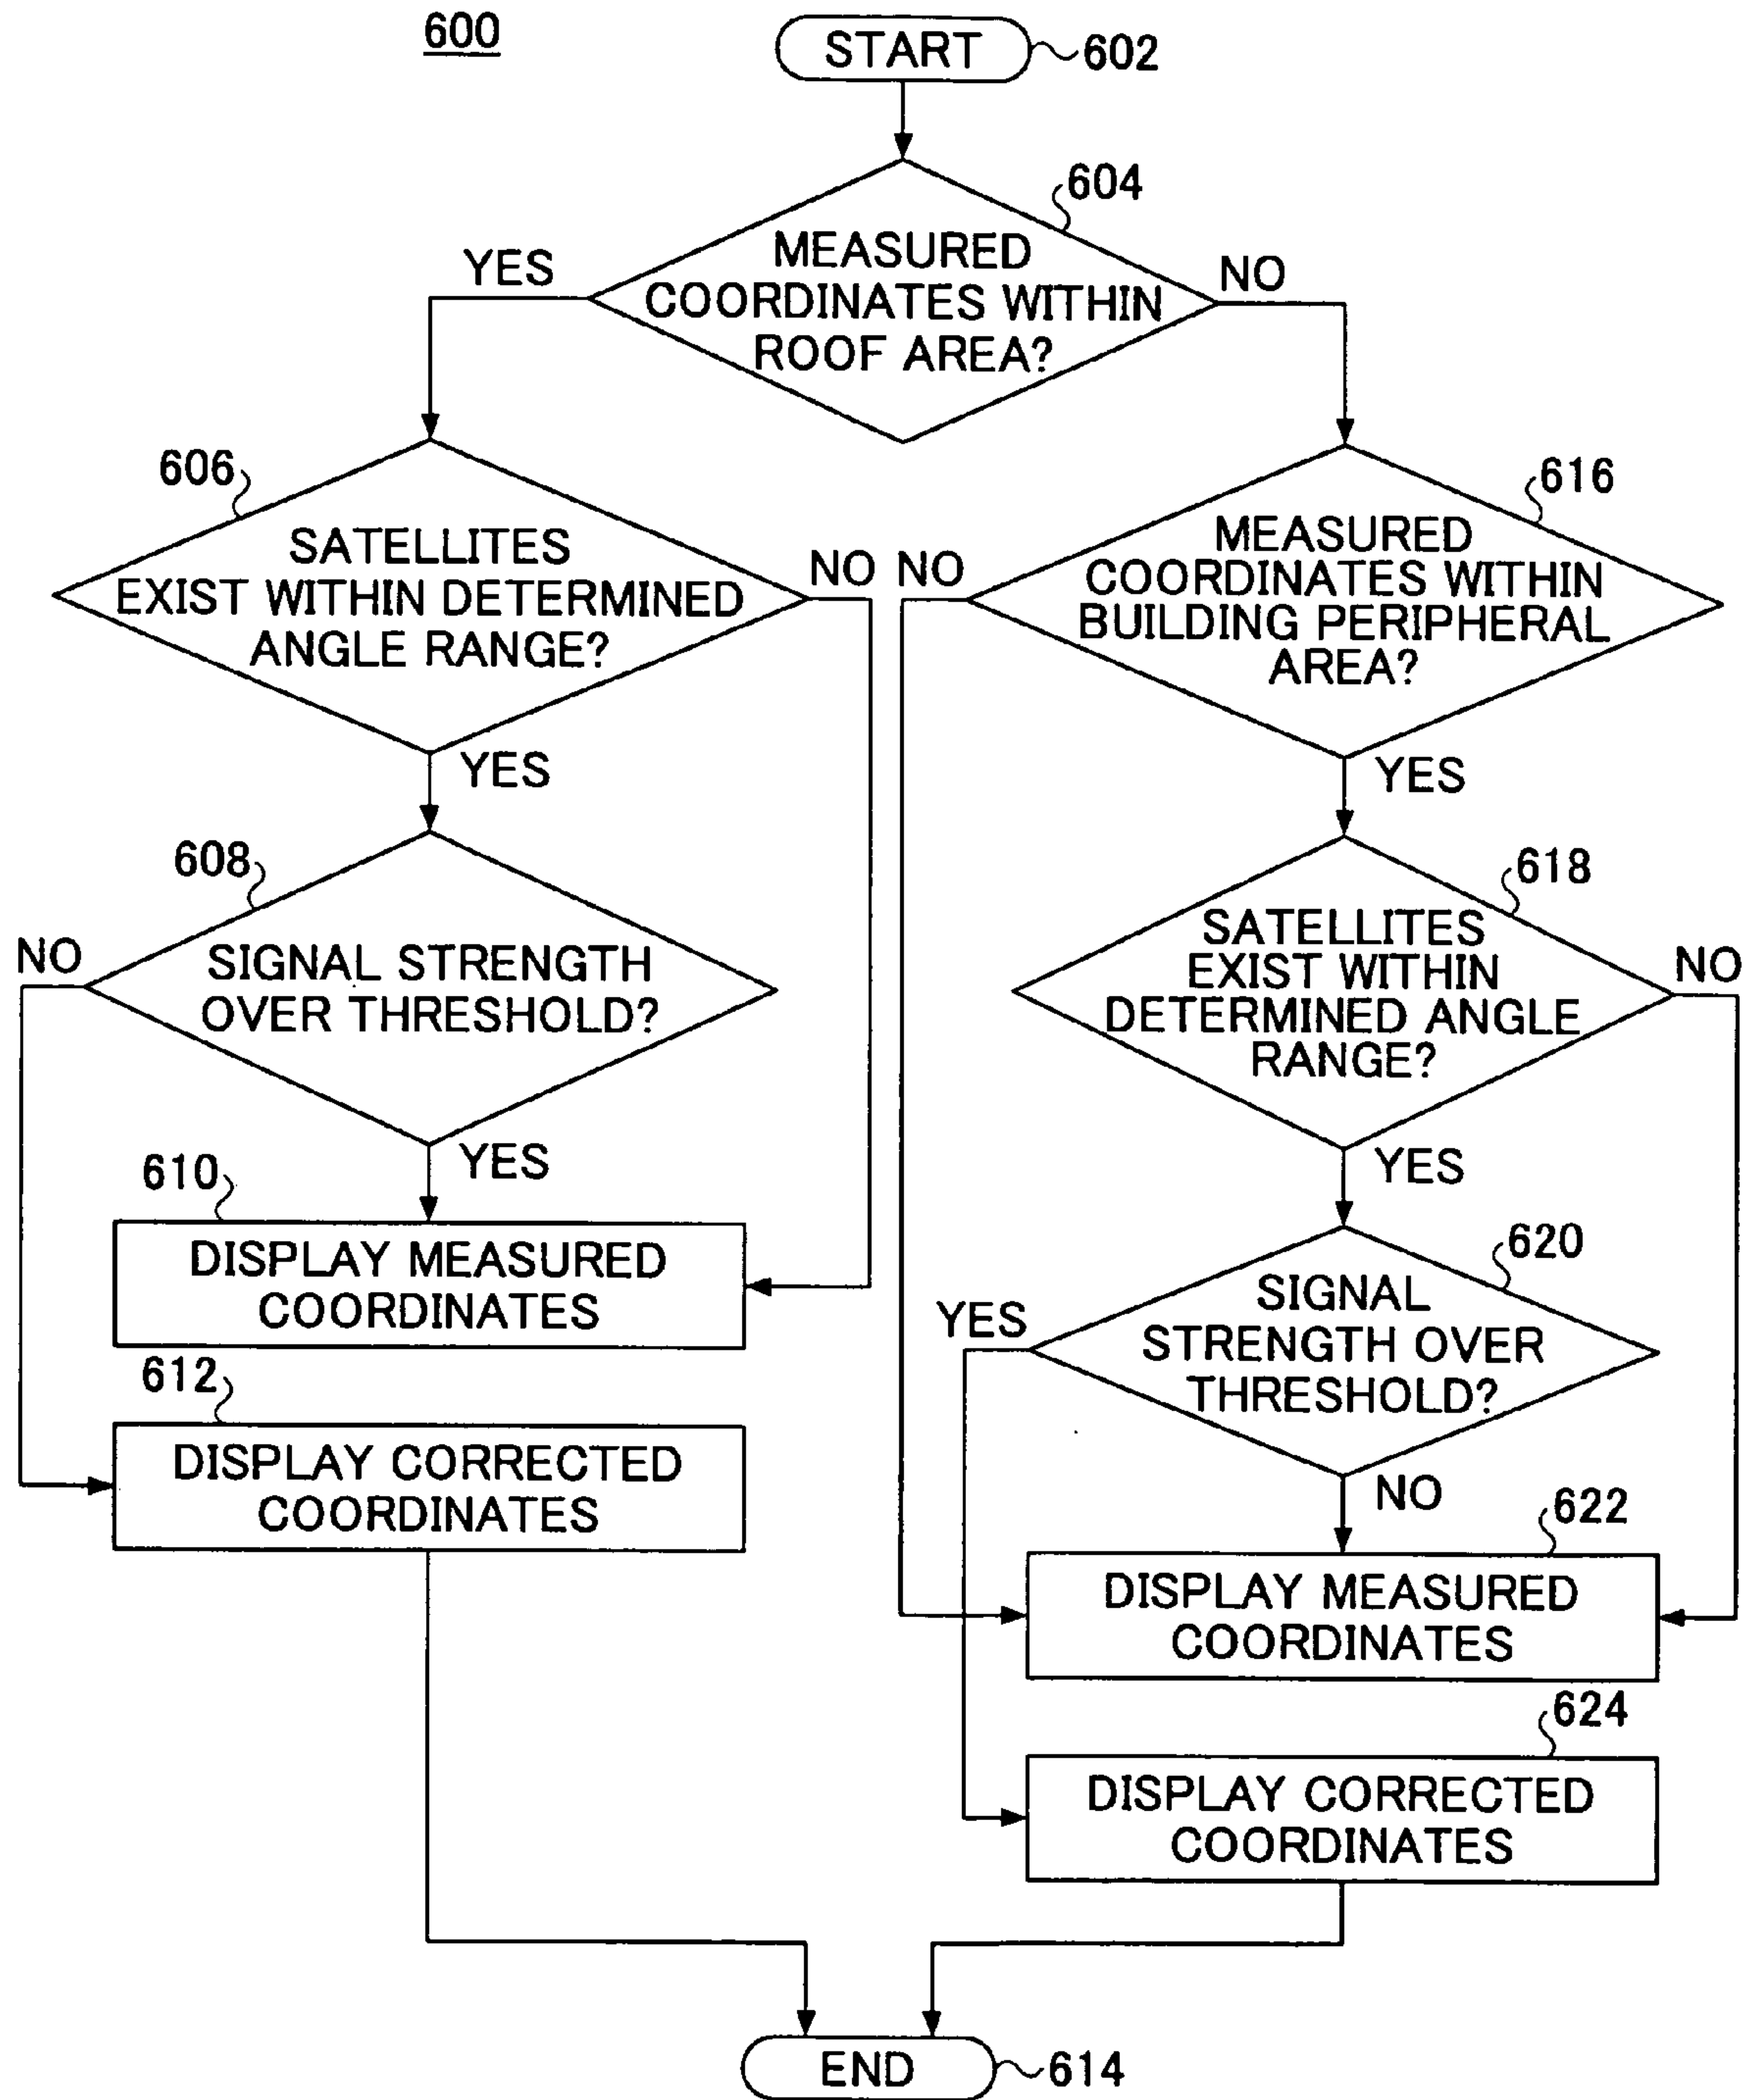 600
START
602
604
MEASURED
COORDINATES WITHIN
ROOF AREA?
YES
NO
606
SATELLITES
EXIST WITHIN DETERMINED
ANGLE RANGE?
NO
YES
616
MEASURED
COORDINATES WITHIN
BUILDING PERIPHERAL
AREA?
NO
YES
608
SIGNAL STRENGTH
OVER THRESHOLD?
NO
YES
618
SATELLITES
EXIST WITHIN
DETERMINED ANGLE
RANGE?
NO
YES
610
DISPLAY MEASURED
COORDINATES
612
DISPLAY CORRECTED
COORDINATES
620
SIGNAL
STRENGTH OVER
THRESHOLD?
YES
NO
622
DISPLAY MEASURED
COORDINATES
624
DISPLAY CORRECTED
COORDINATES
END
614